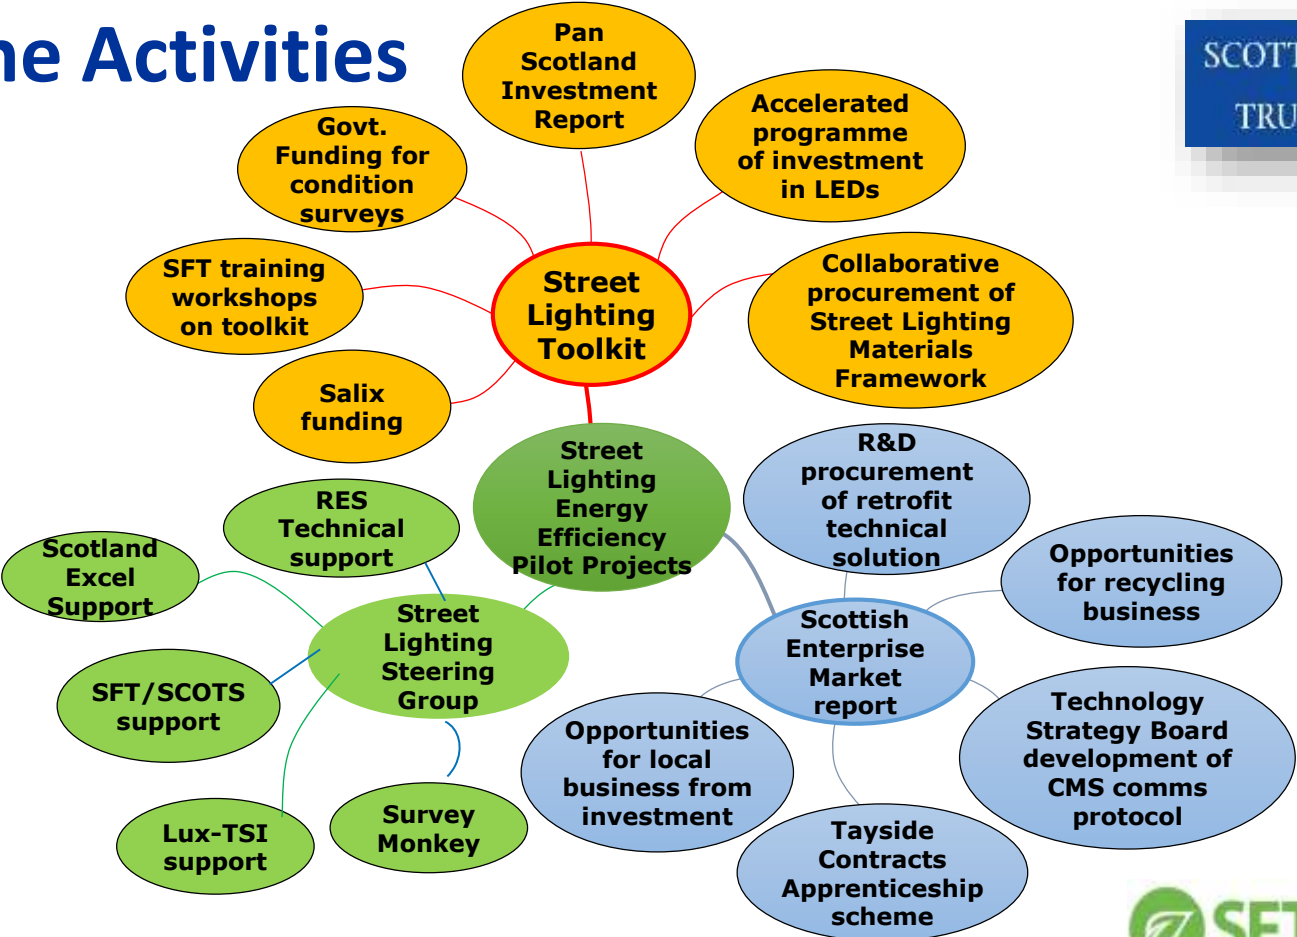 ne Activities
SCOTT
TRU
Pan
Scotland
Investment
Report
Govt.
Funding for
condition
surveys
Accelerated
programme
of investment
in LEDs
SFT training
workshops
on toolkit
Street
Lighting
Toolkit
Collaborative
procurement of
Street Lighting
Materials
Framework
Salix
funding
Street
Lighting
Energy
Efficiency
Pilot Projects
R&D
procurement
of retrofit
technical
solution
RES
Technical
support
Scotland
Excel
Support
Opportunities
for recycling
business
Street
Lighting
Steering
Group
Scottish
Enterprise
Market
report
SFT/SCOTS
support
Technology
Strategy Board
development of
CMS comms
protocol
Opportunities
for local
business from
investment
Lux-TSI
support
Survey
Monkey
Tayside
Contracts
Apprenticeship
scheme